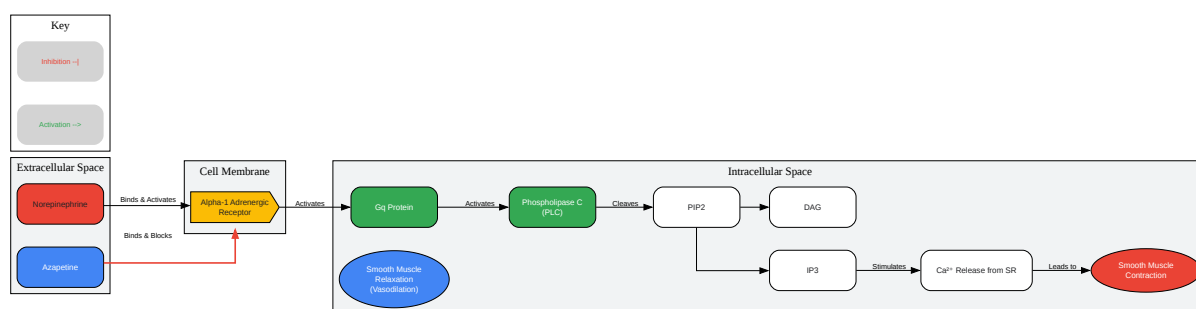 Key
Inhibition --|
Activation -->
Extracellular Space
Norepinephrine
Azapetine
Binds & Activates
Binds & Blocks
Cell Membrane
Alpha-1 Adrenergic
Receptor
Activates
Intracellular Space
Gq Protein
Activates
Phospholipase C
(PLC)
Cleaves
PIP2
DAG
Smooth Muscle
Relaxation
(Vasodilation)
IP3
Stimulates
Ca²⁺ Release from SR
Leads to
Smooth Muscle
Contraction